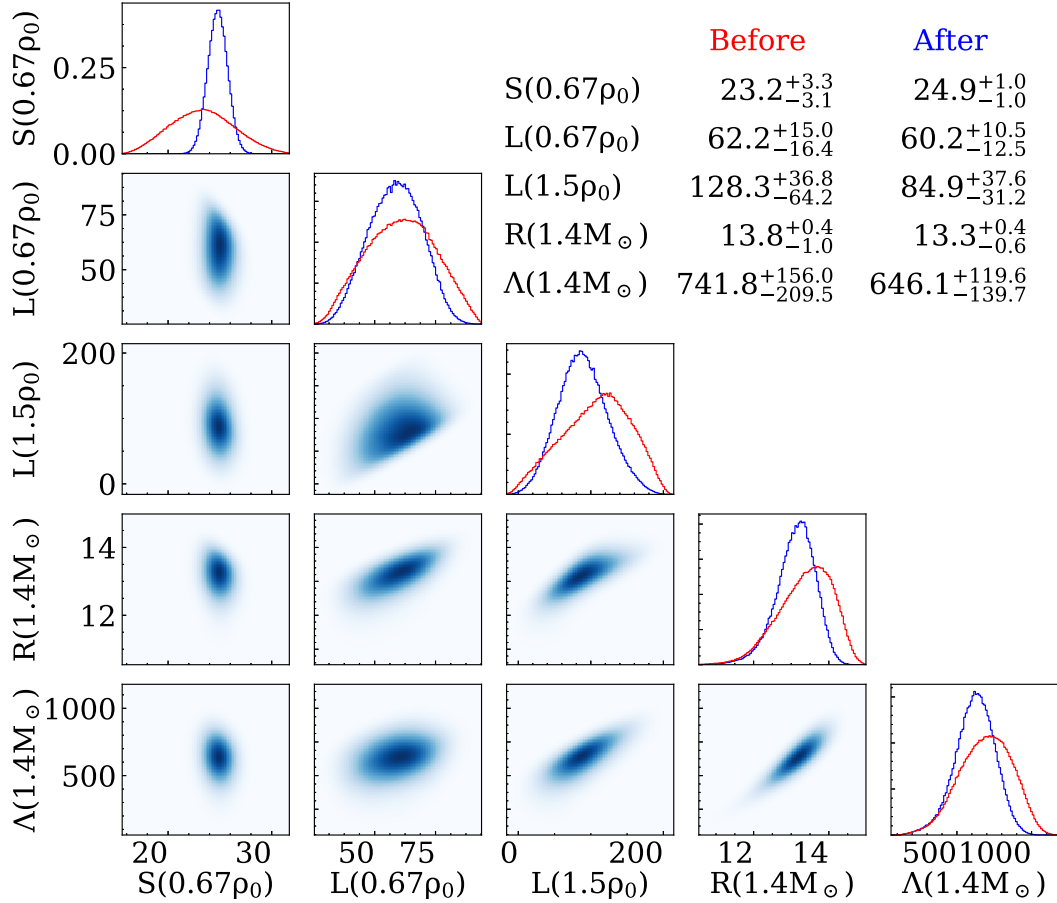 Before After
S(0.67ρ₀) 23.2 +3.3 −3.1 24.9 +1.0 −1.0
L(0.67ρ₀) 62.2 +15.0 −16.4 60.2 +10.5 −12.5
L(1.5ρ₀) 128.3 +36.8 −64.2 84.9 +37.6 −31.2
R(1.4M⊙) 13.8 +0.4 −1.0 13.3 +0.4 −0.6
Λ(1.4M⊙) 741.8 +156.0 −209.5 646.1 +119.6 −139.7
S(0.67ρ₀)
0.25
0.00
L(0.67ρ₀)
75
50
L(1.5ρ₀)
200
0
R(1.4M⊙)
14
12
Λ(1.4M⊙)
1000
500
20 30 50 75 0 200 12 14 500 1000
S(0.67ρ₀) L(0.67ρ₀) L(1.5ρ₀) R(1.4M⊙) Λ(1.4M⊙)